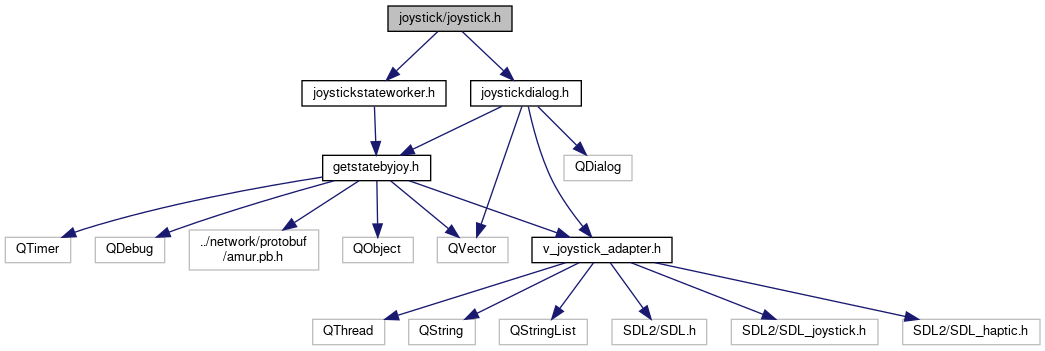 joystick/joystick.h
joystickstateworker.h
joystickdialog.h
getstatebyjoy.h
QDialog
QTimer
QDebug
../network/protobuf
/amur.pb.h
QObject
QVector
v_joystick_adapter.h
QThread
QString
QStringList
SDL2/SDL.h
SDL2/SDL_joystick.h
SDL2/SDL_haptic.h